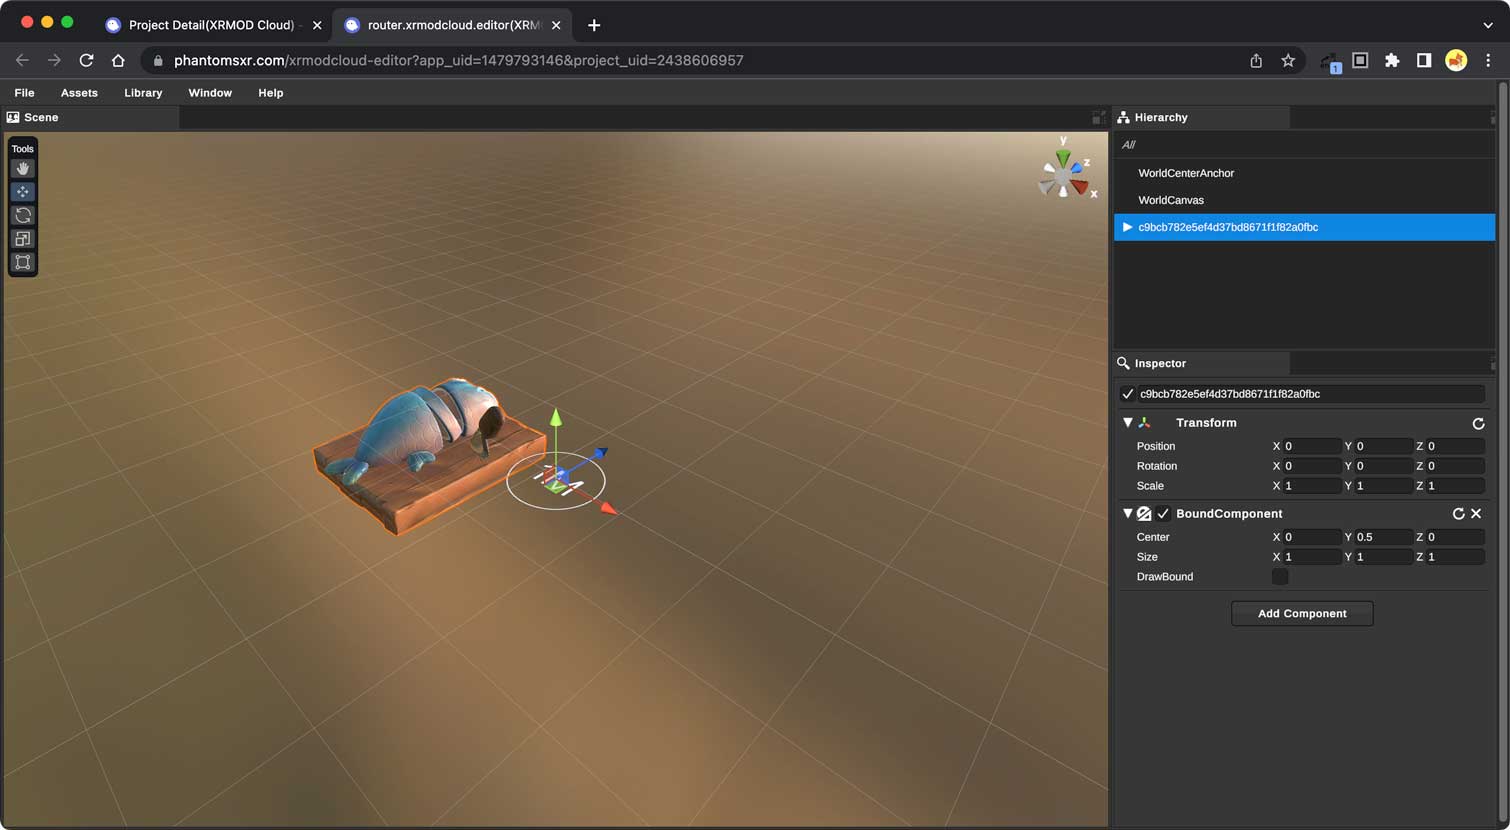 Project Detail(XRMOD Cloud) -
router.xrmodcloud.editor(XRM
phantomsxr.com/xrmodcloud-editor?app_uid=1479793146&project_uid=2438606957
1
File Assets Library Window Help
Scene
Tools
y
z
x
Hierarchy
All
WorldCenterAnchor
WorldCanvas
c9bcb782e5ef4d37bd8671f1f82a0fbc
Inspector
c9bcb782e5ef4d37bd8671f1f82a0fbc
Transform
Position X 0 Y 0 Z 0
Rotation X 0 Y 0 Z 0
Scale X 1 Y 1 Z 1
BoundComponent
Center X 0 Y 0.5 Z 0
Size X 1 Y 1 Z 1
DrawBound
Add Component